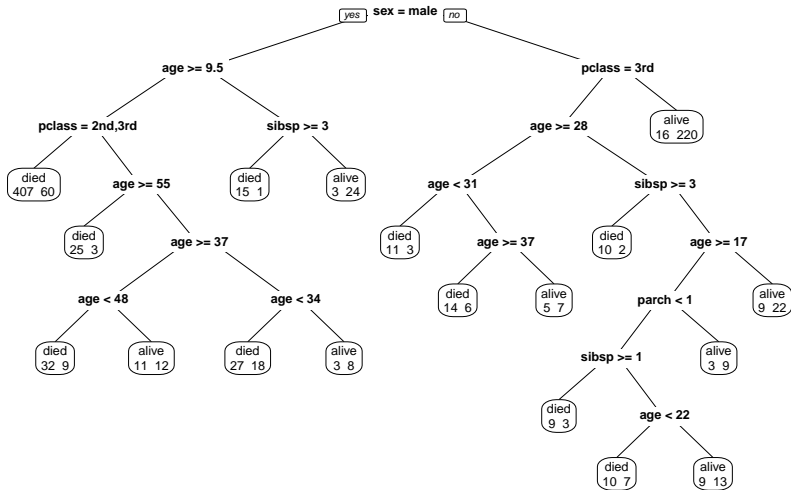 yes sex = male no
age >= 9.5
pclass = 3rd
pclass = 2nd,3rd
sibsp >= 3
age >= 28
alive
16 220
died
407 60
age >= 55
died
15 1
alive
3 24
age < 31
sibsp >= 3
died
25 3
age >= 37
died
11 3
age >= 37
died
10 2
age >= 17
age < 48
age < 34
died
14 6
alive
5 7
parch < 1
alive
9 22
died
32 9
alive
11 12
died
27 18
alive
3 8
sibsp >= 1
alive
3 9
died
9 3
age < 22
died
10 7
alive
9 13